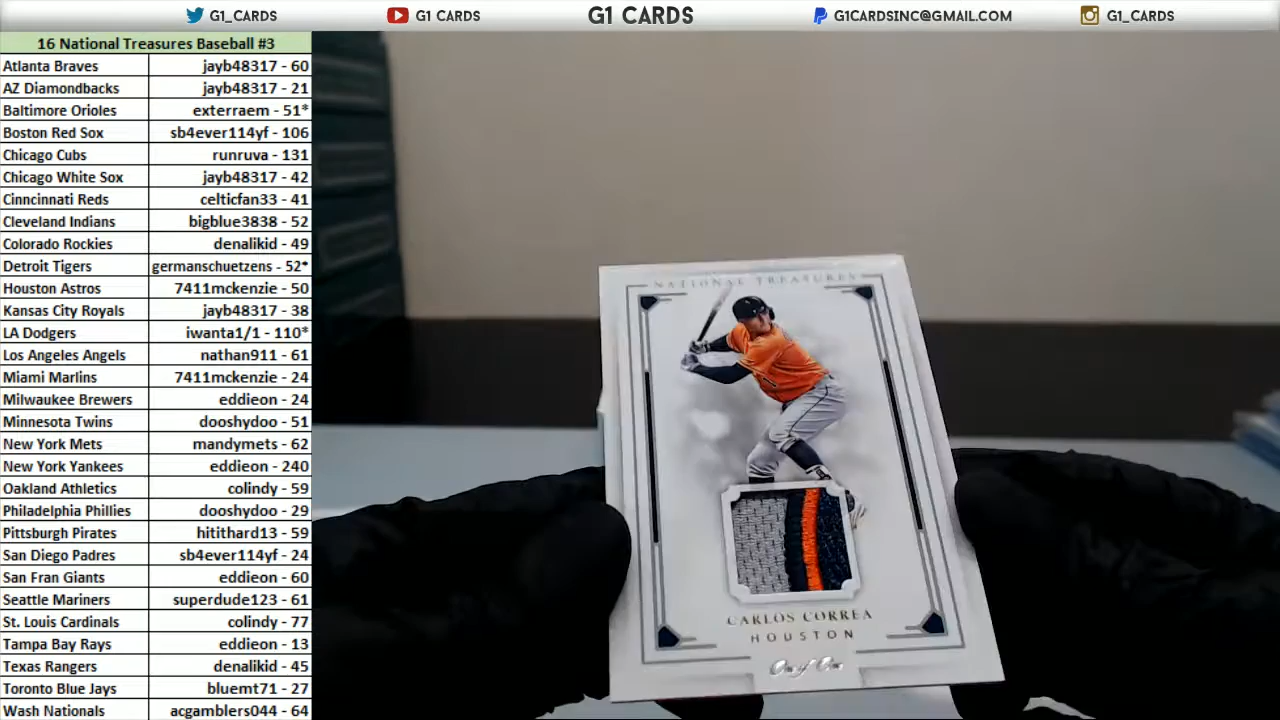 G1_CARDS
G1 CARDS
G1 CARDS
G1CARDSINC@GMAIL.COM
G1_CARDS
16 National Treasures Baseball #3
Atlanta Braves jayb48317 - 60
AZ Diamondbacks jayb48317 - 21
Baltimore Orioles exterraem - 51*
Boston Red Sox sb4ever114yf - 106
Chicago Cubs runruva - 131
Chicago White Sox jayb48317 - 42
Cinncinnati Reds celticfan33 - 41
Cleveland Indians bigblue3838 - 52
Colorado Rockies denalikid - 49
Detroit Tigers germanschuetzens - 52*
Houston Astros 7411mckenzie - 50
Kansas City Royals jayb48317 - 38
LA Dodgers iwanta1/1 - 110*
Los Angeles Angels nathan911 - 61
Miami Marlins 7411mckenzie - 24
Milwaukee Brewers eddieon - 24
Minnesota Twins dooshydoo - 51
New York Mets mandymets - 62
New York Yankees eddieon - 240
Oakland Athletics colindy - 59
Philadelphia Phillies dooshydoo - 29
Pittsburgh Pirates hitithard13 - 59
San Diego Padres sb4ever114yf - 24
San Fran Giants eddieon - 60
Seattle Mariners superdude123 - 61
St. Louis Cardinals colindy - 77
Tampa Bay Rays eddieon - 13
Texas Rangers denalikid - 45
Toronto Blue Jays bluemt71 - 27
Wash Nationals acgamblers044 - 64
NATIONAL TREASURES
CARLOS CORREA
HOUSTON
One of One